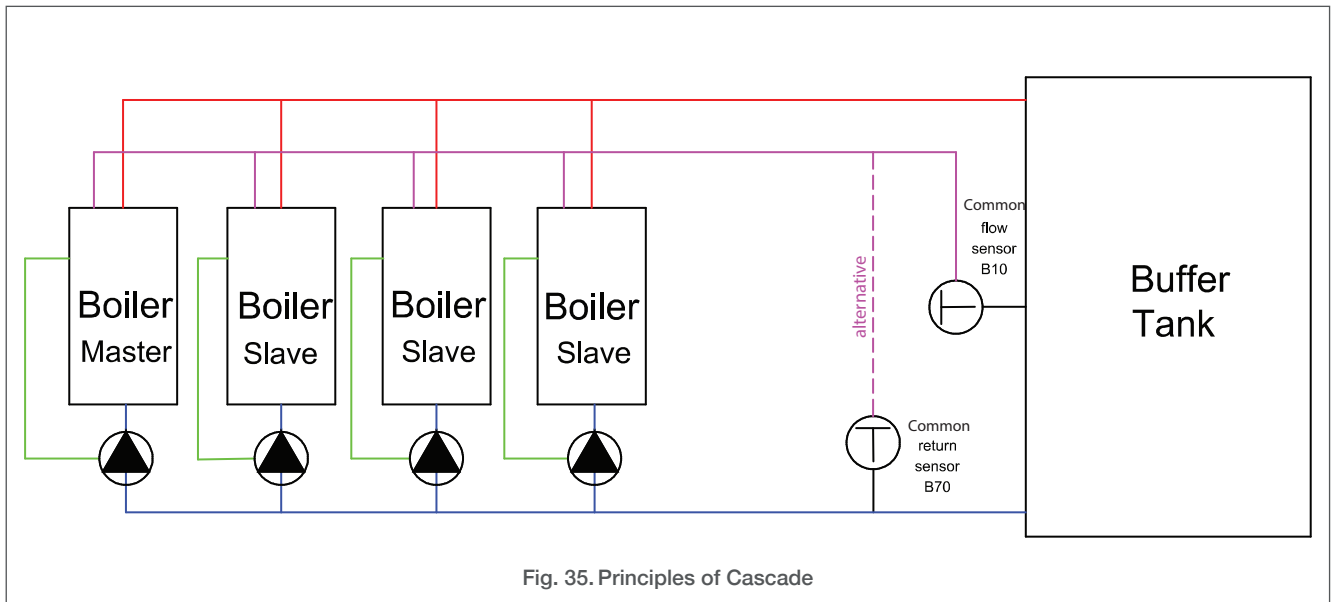 Boiler
Master
Boiler
Slave
Boiler
Slave
Boiler
Slave
alternative
Common
flow
sensor
B10
Common
return
sensor
B70
Buffer
Tank
Fig. 35. Principles of Cascade